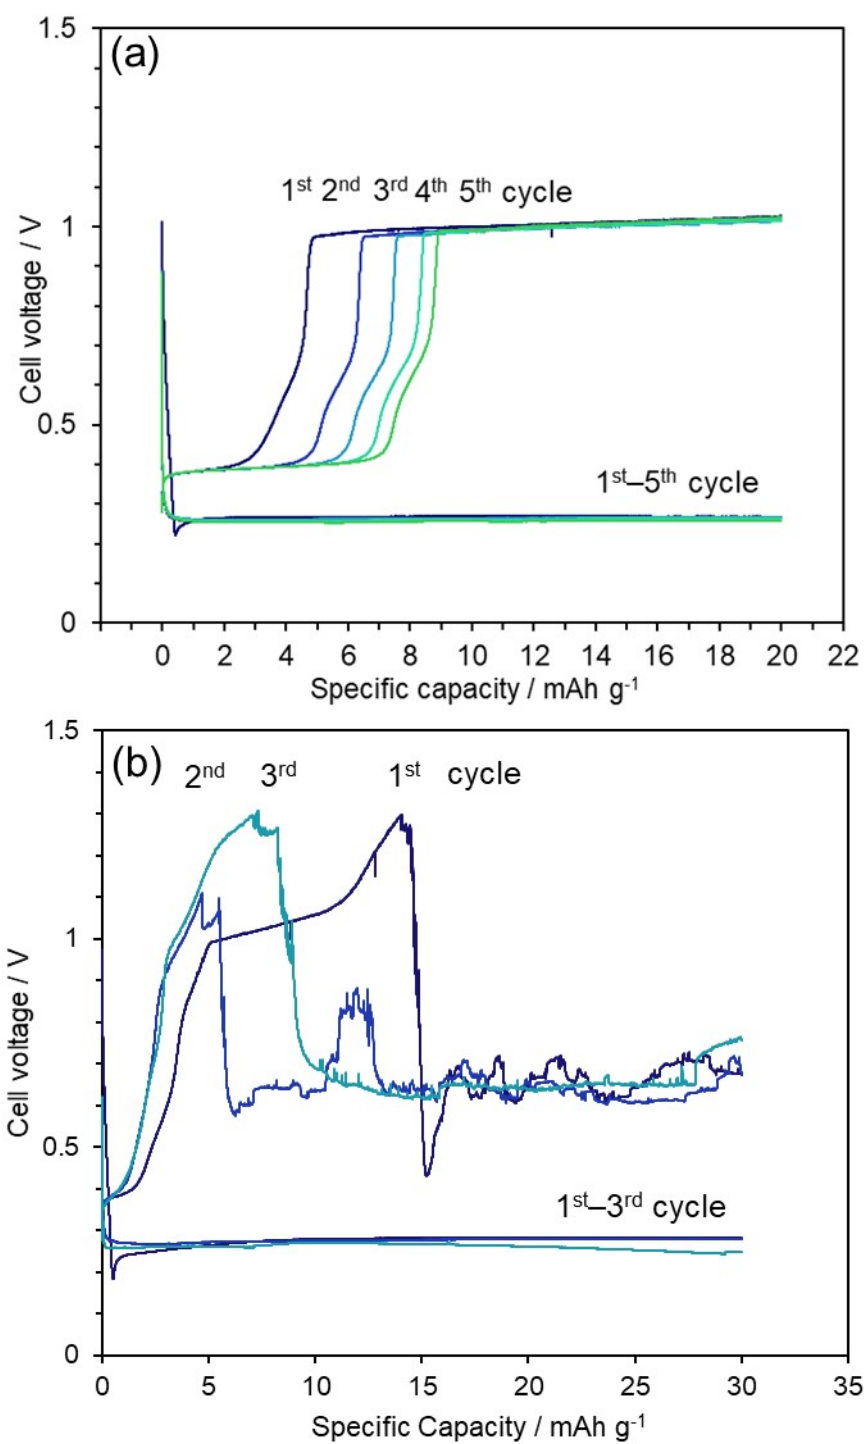 1.5
(a)
1st 2nd 3rd 4th 5th cycle
1
Cell voltage / V
0.5
1st–5th cycle
0
0 2 4 6 8 10 12 14 16 18 20 22
Specific capacity / mAh g-1
1.5
(b)
2nd 3rd 1st cycle
1
Cell voltage / V
0.5
1st–3rd cycle
0
0 5 10 15 20 25 30 35
Specific Capacity / mAh g-1